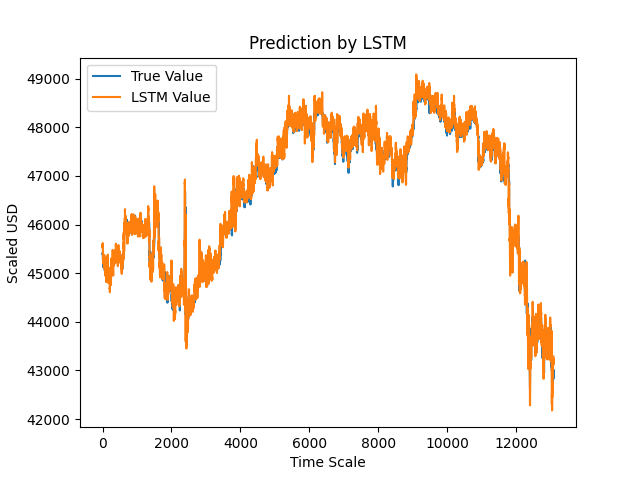 Prediction by LSTM
True Value
LSTM Value
49000
48000
47000
46000
45000
44000
43000
42000
Scaled USD
0 2000 4000 6000 8000 10000 12000
Time Scale